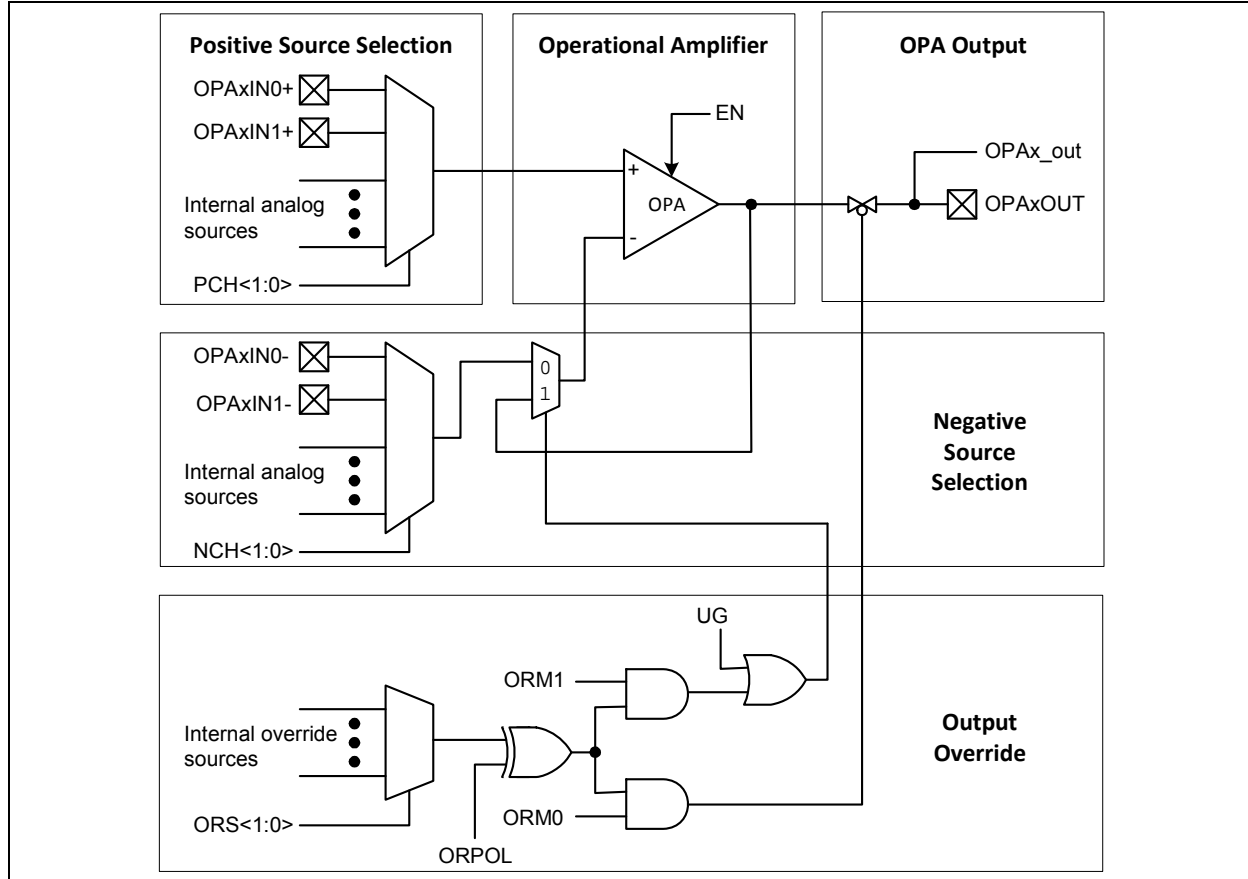 Positive Source Selection
OPAxIN0+
OPAxIN1+
Internal analog
sources
PCH<1:0>
Operational Amplifier
EN
+
OPA
-
OPA Output
OPAx_out
OPAxOUT
OPAxIN0-
OPAxIN1-
Internal analog
sources
NCH<1:0>
0
1
Negative
Source
Selection
UG
ORM1
Internal override
sources
ORS<1:0>
ORPOL
ORM0
Output
Override